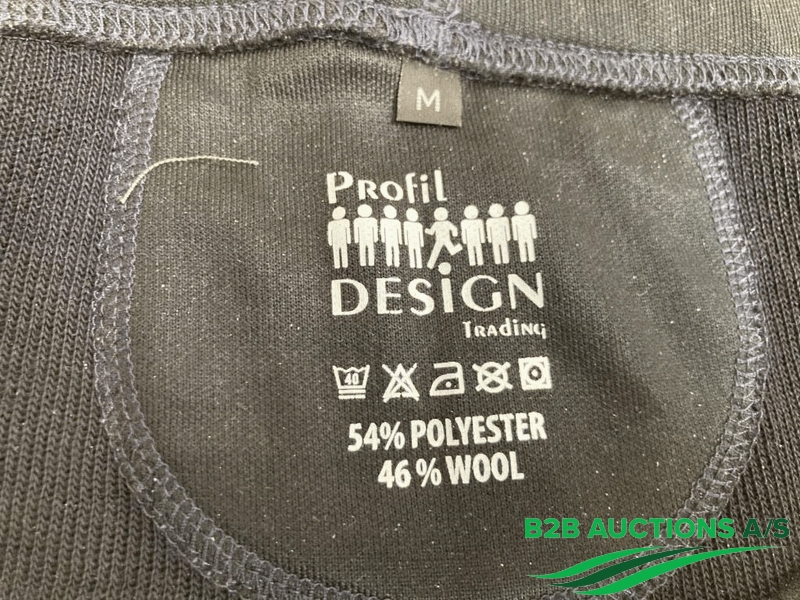 M
Profil
DESiGN
Trading
40
54% POLYESTER
46 % WOOL
B2B AUCTIONS A/S